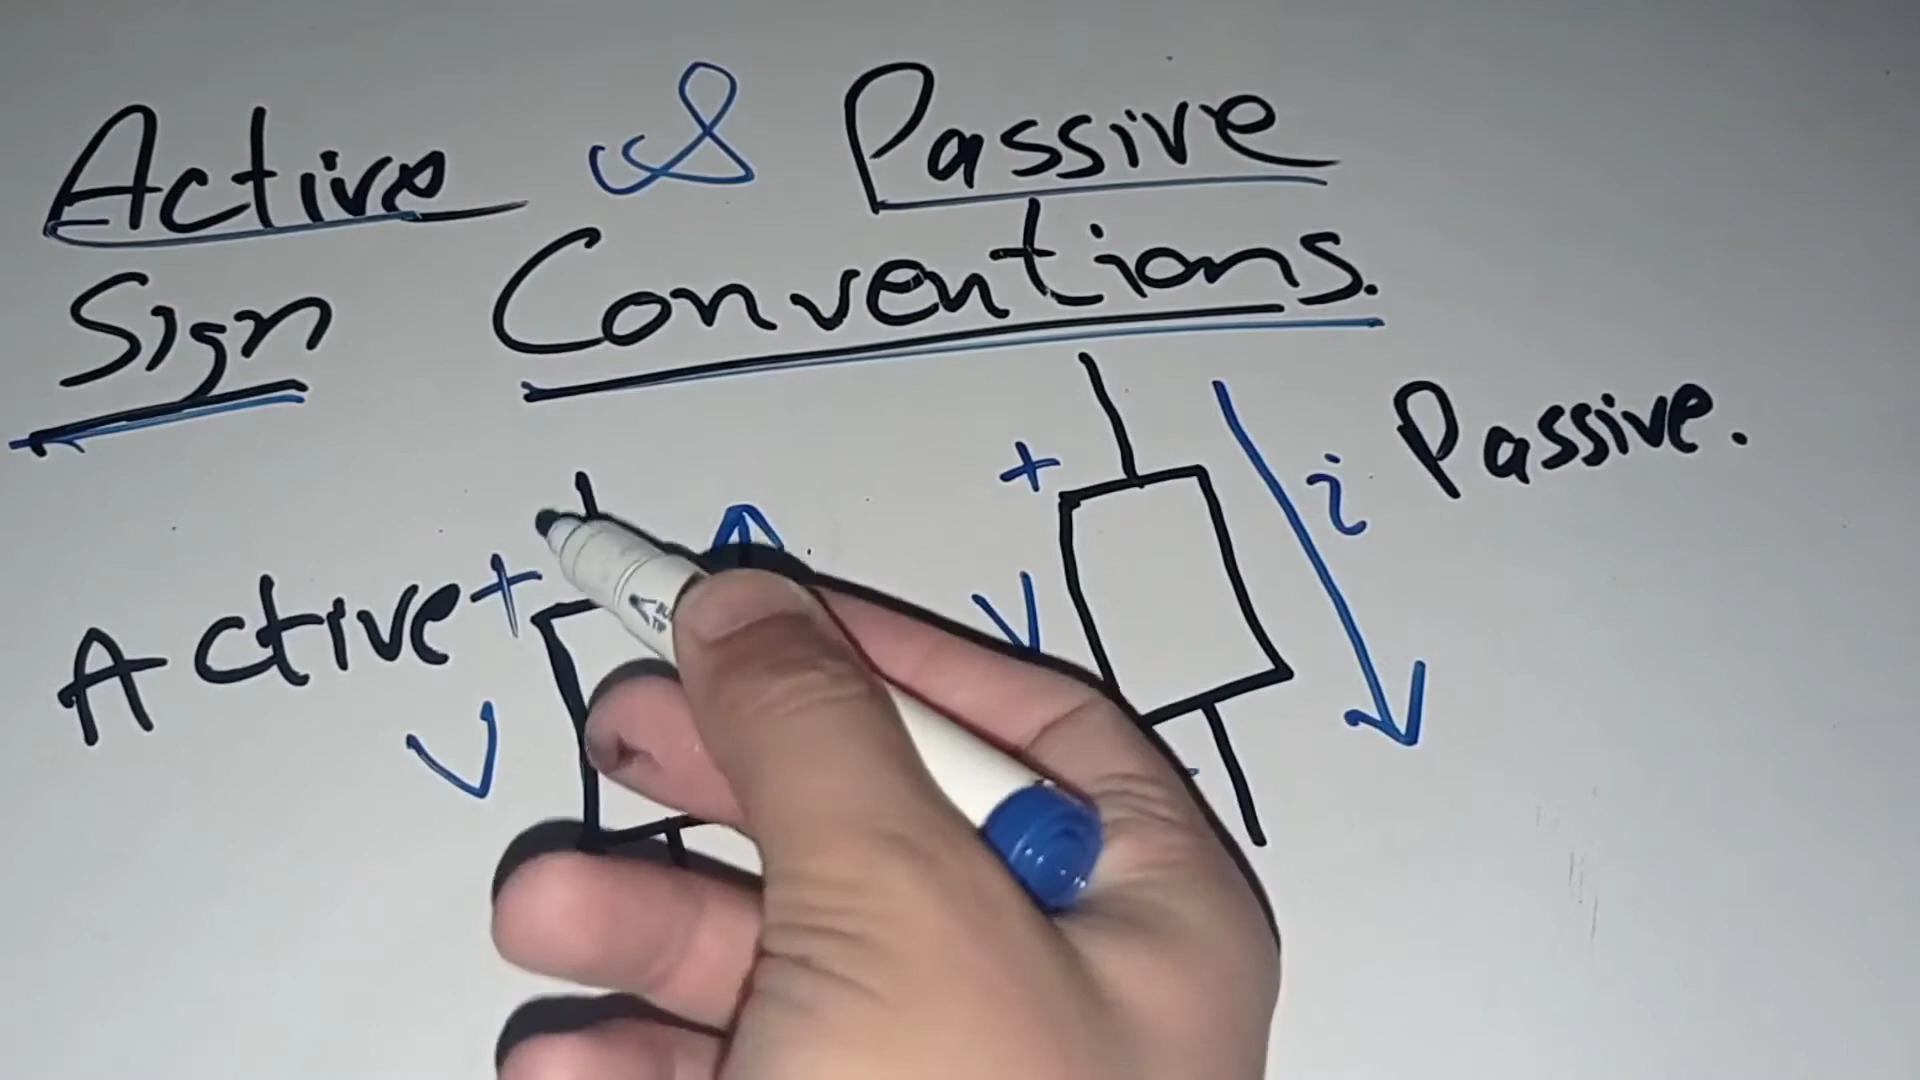 Active & Passive
Sign Conventions.
i Passive.
+
Active +
V
V
-